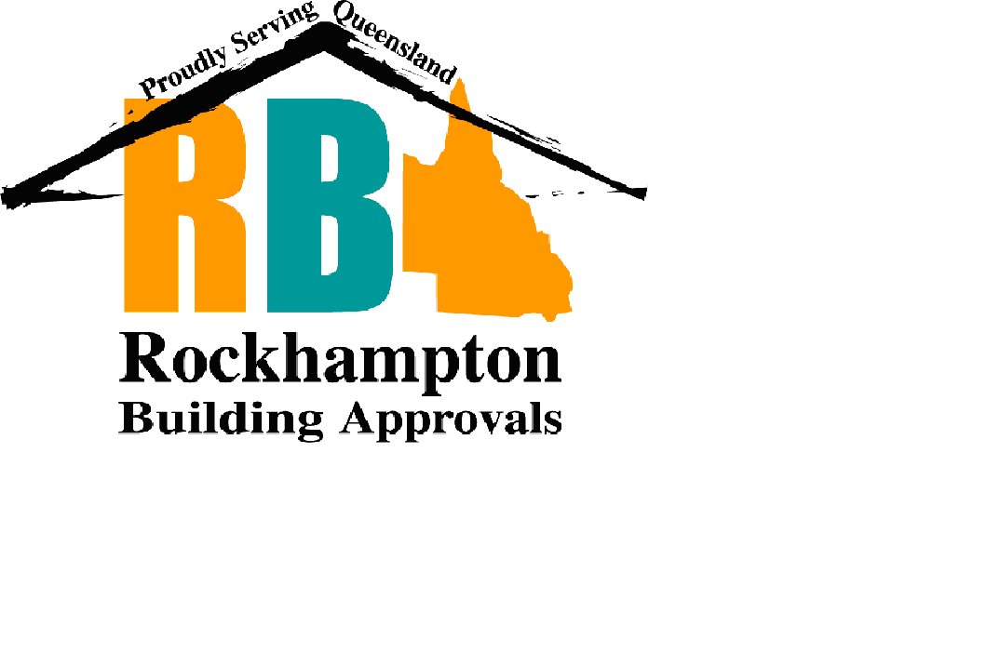 Proudly Serving Queensland
RB
Rockhampton
Building Approvals